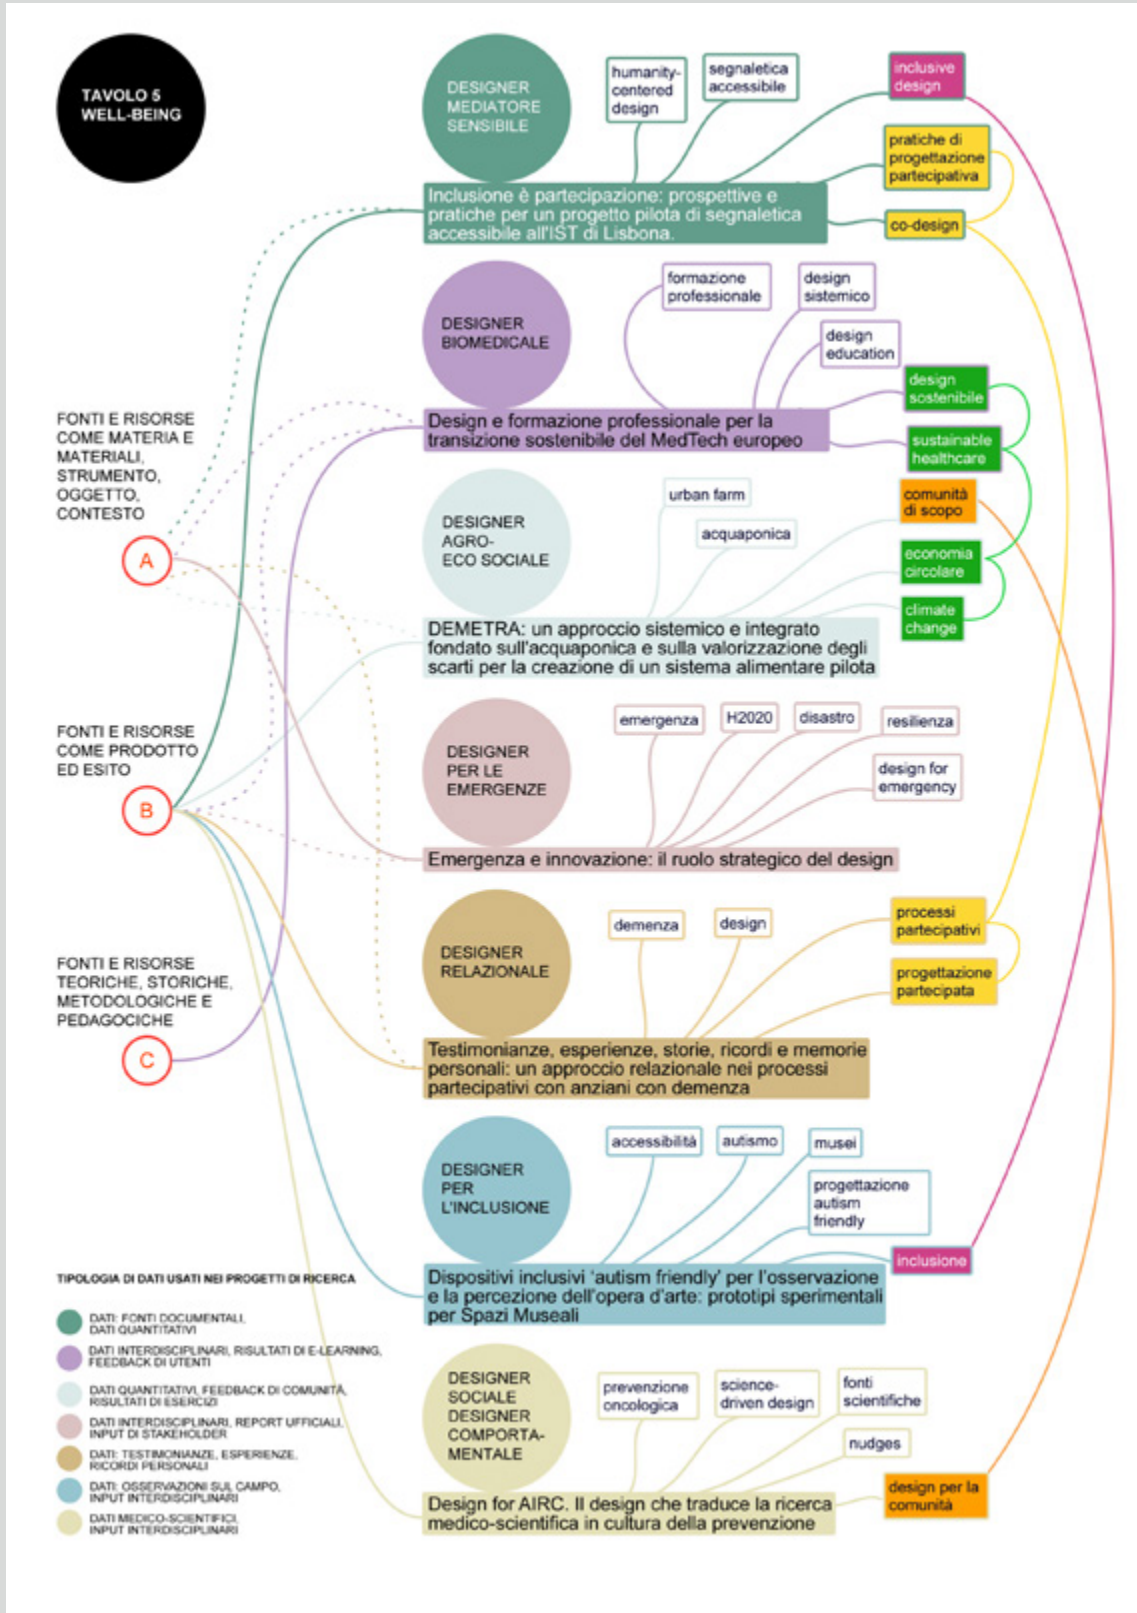 TAVOLO 5
WELL-BEING
DESIGNER
MEDIATORE
SENSIBILE
humanity-
centered
design
segnaletica
accessibile
inclusive
design
pratiche di
progettazione
partecipativa
co-design
Inclusione è partecipazione: prospettive e
pratiche per un progetto pilota di segnaletica
accessibile all'IST di Lisbona.
DESIGNER
BIOMEDICALE
formazione
professionale
design
sistemico
design
education
design
sostenibile
sustainable
healthcare
Design e formazione professionale per la
transizione sostenibile del MedTech europeo
FONTI E RISORSE
COME MATERIA E
MATERIALI,
STRUMENTO,
OGGETTO,
CONTESTO
A
DESIGNER
AGRO-
ECO SOCIALE
urban farm
acquaponica
comunità
di scopo
economia
circolare
climate
change
DEMETRA: un approccio sistemico e integrato
fondato sull'acquaponica e sulla valorizzazione degli
scarti per la creazione di un sistema alimentare pilota
FONTI E RISORSE
COME PRODOTTO
ED ESITO
B
DESIGNER
PER LE
EMERGENZE
emergenza
H2020
disastro
resilienza
design for
emergency
Emergenza e innovazione: il ruolo strategico del design
DESIGNER
RELAZIONALE
demenza
design
processi
partecipativi
progettazione
partecipata
Testimonianze, esperienze, storie, ricordi e memorie
personali: un approccio relazionale nei processi
partecipativi con anziani con demenza
FONTI E RISORSE
TEORICHE, STORICHE,
METODOLOGICHE E
PEDAGOCICHE
C
DESIGNER
PER
L'INCLUSIONE
accessibilità
autismo
musei
progettazione
autism
friendly
inclusione
Dispositivi inclusivi 'autism friendly' per l'osservazione
e la percezione dell'opera d'arte: prototipi sperimentali
per Spazi Museali
DESIGNER
SOCIALE
DESIGNER
COMPORTA-
MENTALE
prevenzione
oncologica
science-
driven design
fonti
scientifiche
nudges
design per la
comunità
Design for AIRC. Il design che traduce la ricerca
medico-scientifica in cultura della prevenzione
TIPOLOGIA DI DATI USATI NEI PROGETTI DI RICERCA
DATI: FONTI DOCUMENTALI,
DATI QUANTITATIVI
DATI INTERDISCIPLINARI, RISULTATI DI E-LEARNING,
FEEDBACK DI UTENTI
DATI QUANTITATIVI, FEEDBACK DI COMUNITÀ,
RISULTATI DI ESERCIZI
DATI INTERDISCIPLINARI, REPORT UFFICIALI,
INPUT DI STAKEHOLDER
DATI: TESTIMONIANZE, ESPERIENZE,
RICORDI PERSONALI
DATI: OSSERVAZIONI SUL CAMPO,
INPUT INTERDISCIPLINARI
DATI MEDICO-SCIENTIFICI,
INPUT INTERDISCIPLINARI